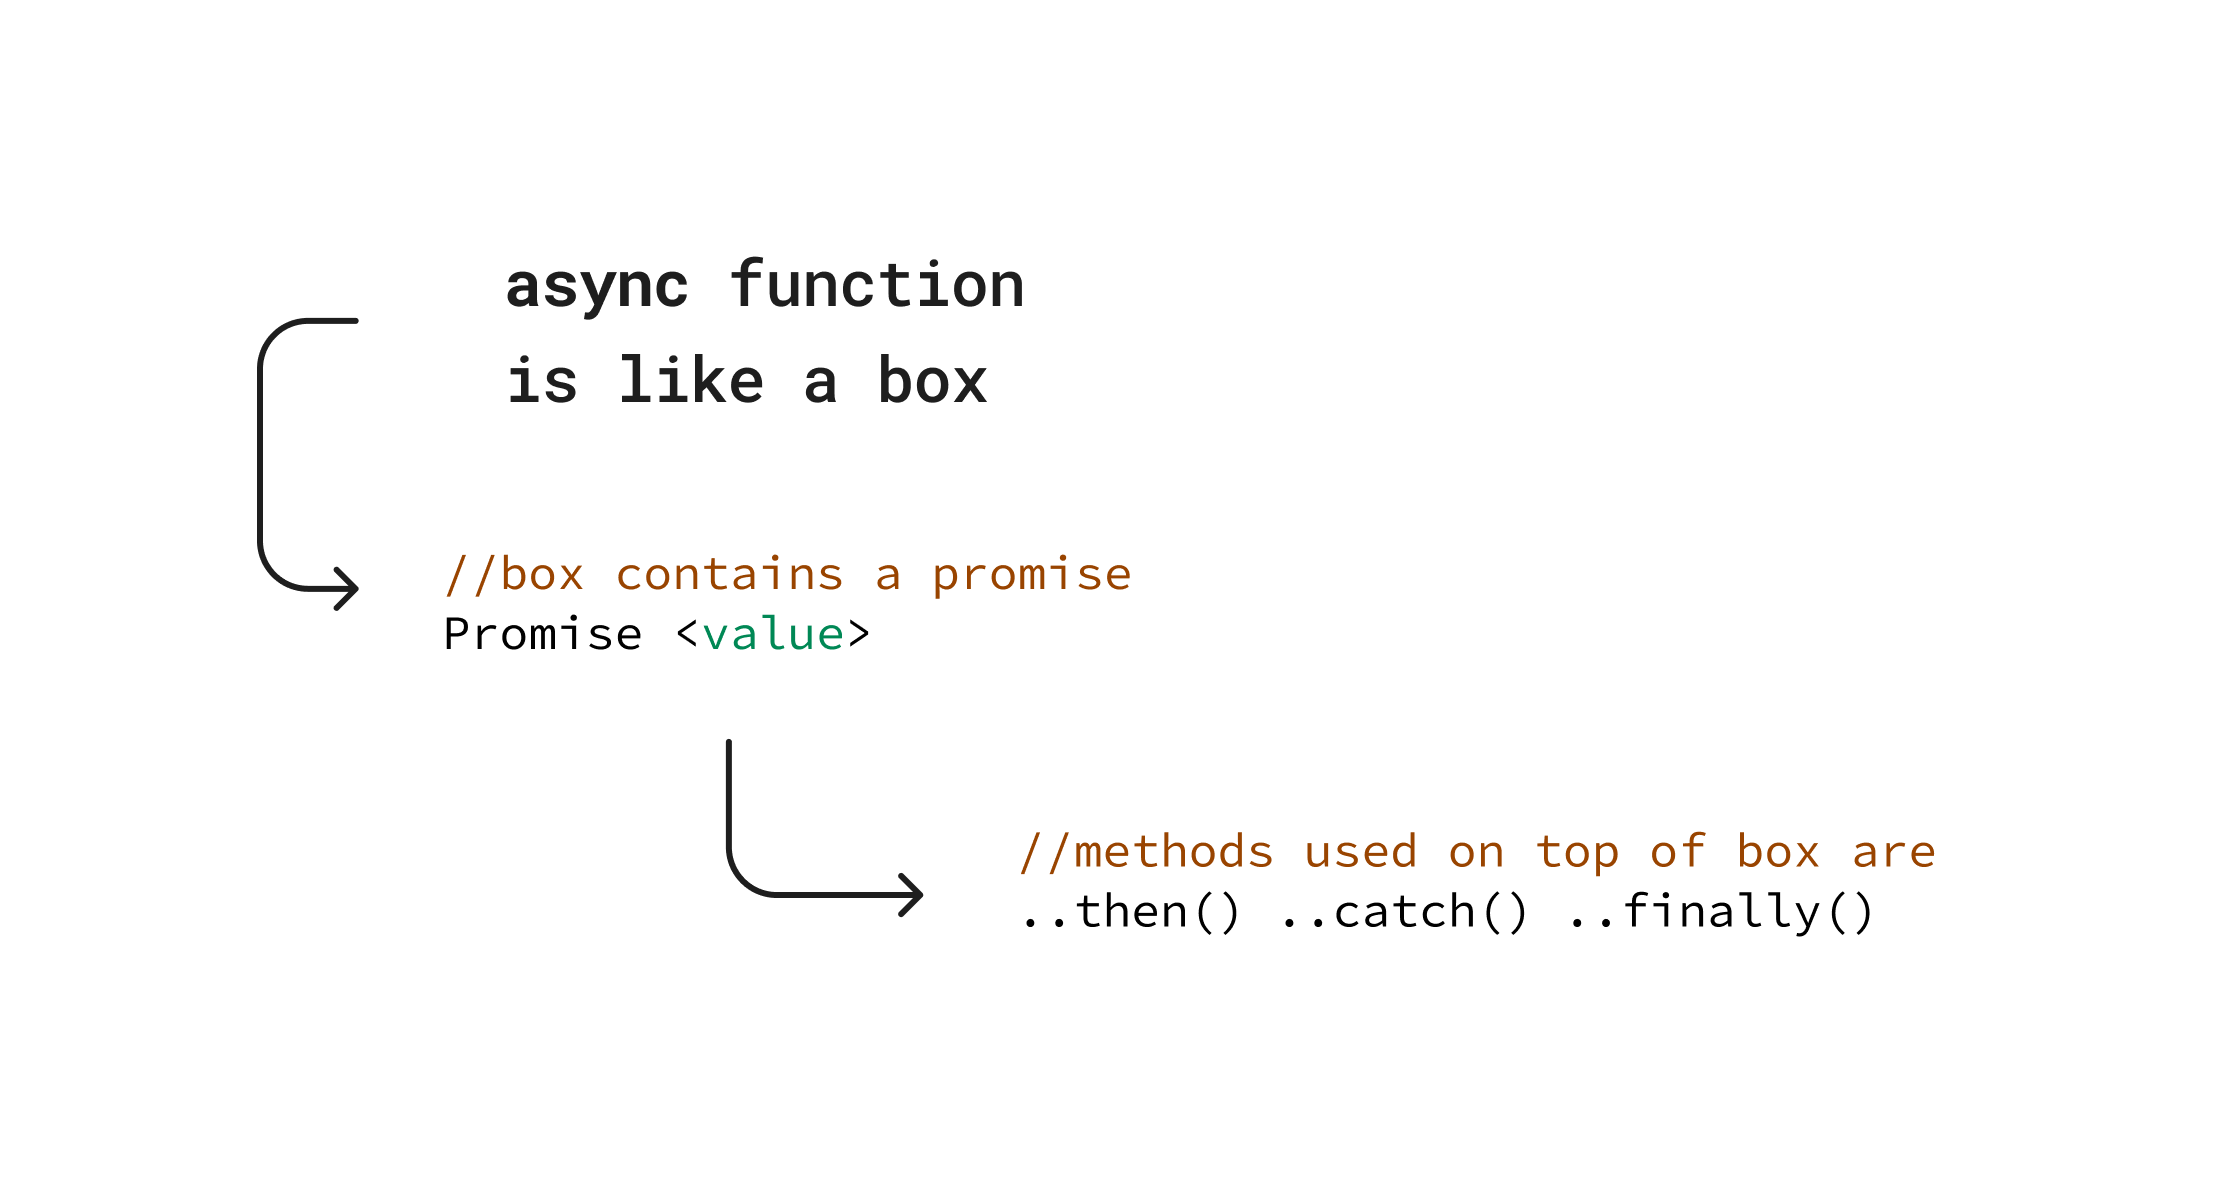 async function
is like a box
//box contains a promise
Promise <value>
//methods used on top of box are
..then() ..catch() ..finally()